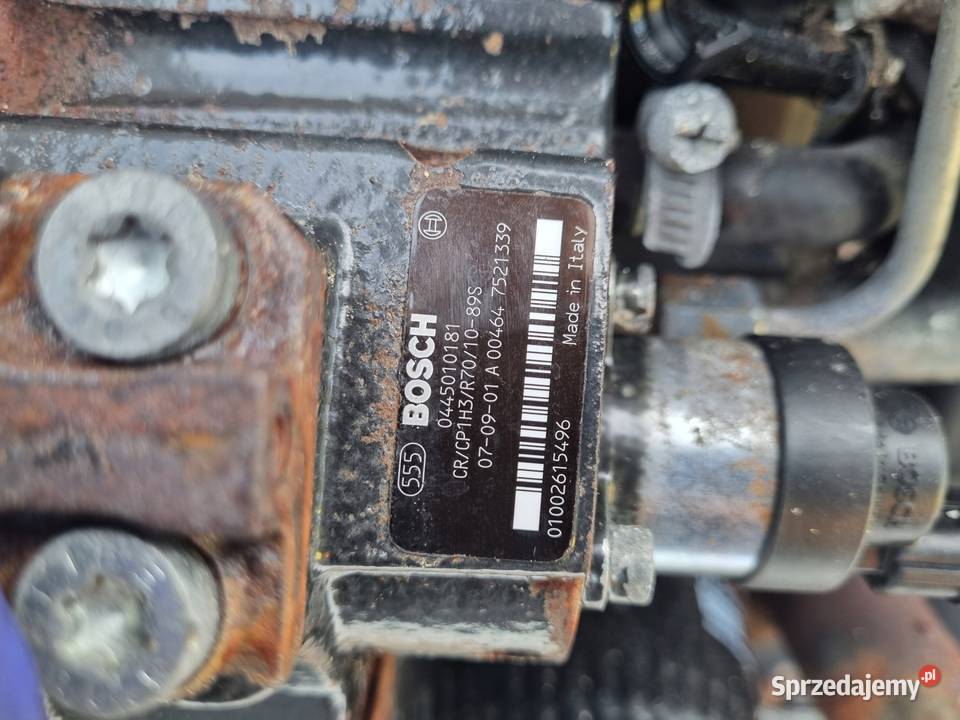 555 BOSCH
0445010181
CR/CP1H3/R70/10-89S
07-09-01 A 00464 7521339
01002615496
Made in Italy
BOSCH
Sprzedajemy.pl